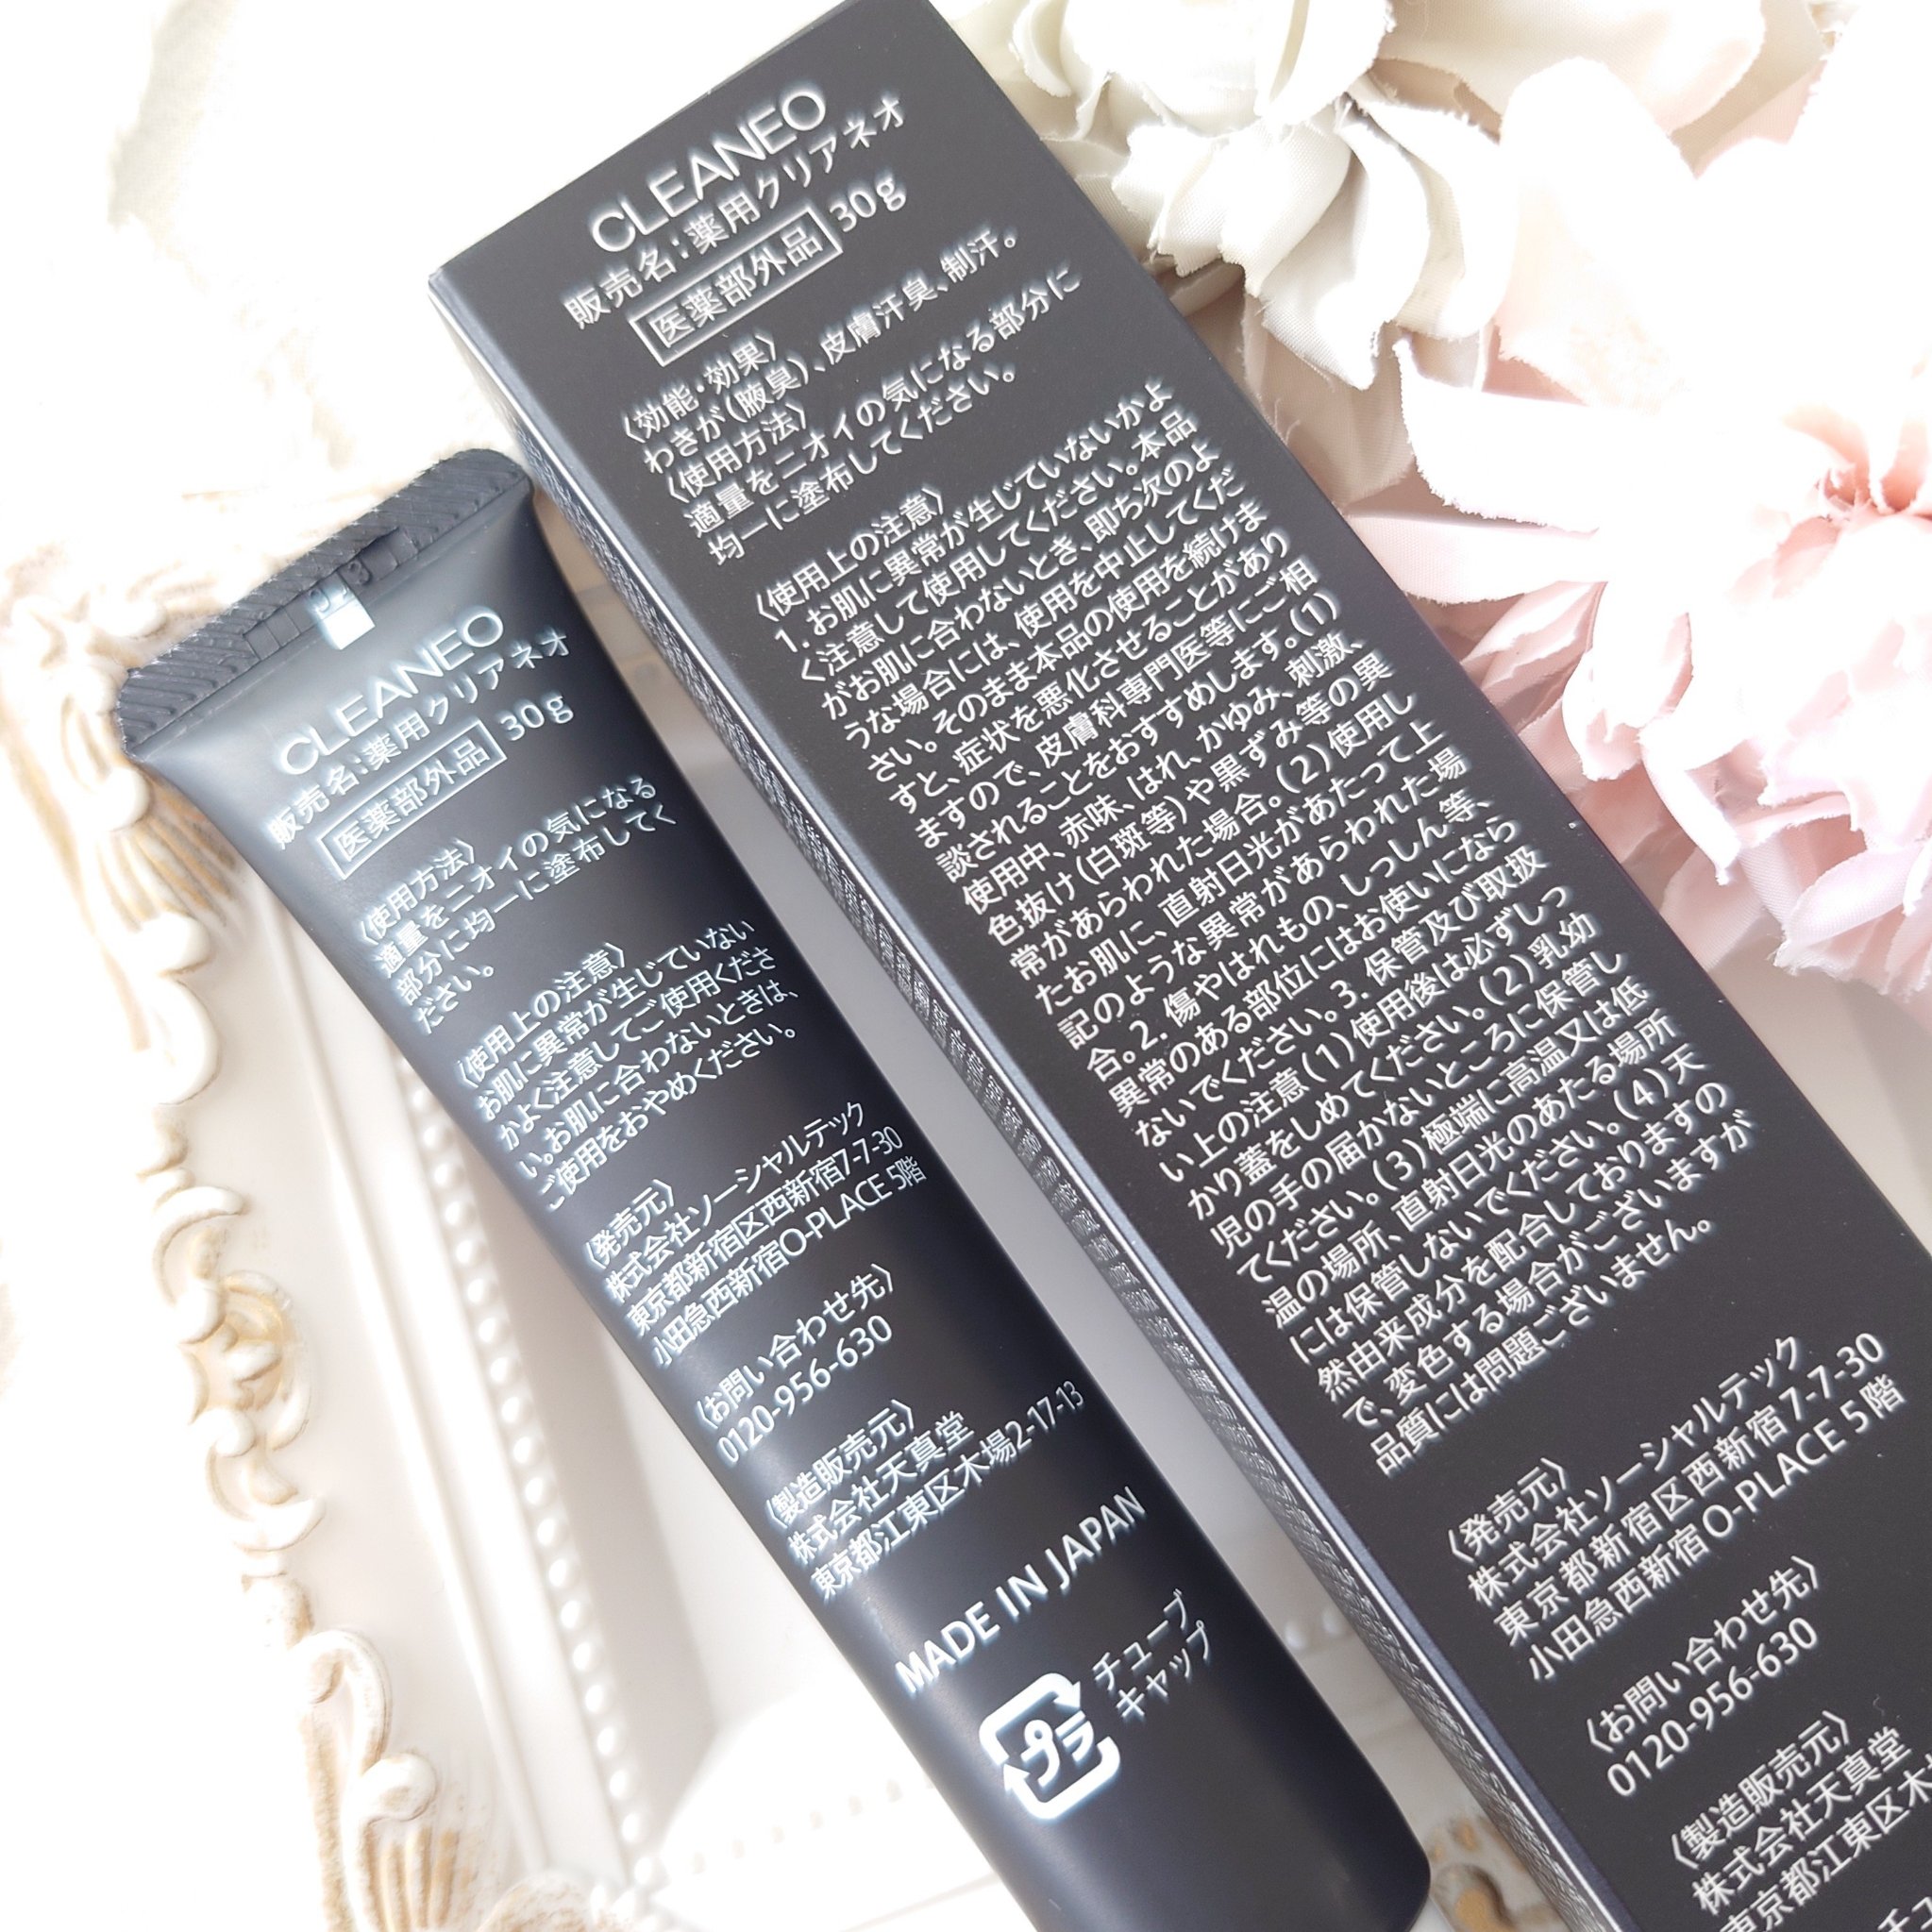 CLEANEO
販売名:薬用クリアネオ
医薬部外品 30g
〈使用方法〉
適量をニオイの気になる
部分に均一に塗布してく
ださい。
〈使用上の注意〉
お肌に異常が生じていない
かよく注意してご使用くださ
い。お肌に合わないときは、
ご使用をおやめください。
〈発売元〉
株式会社ソーシャルテック
東京都新宿区西新宿7-7-30
小田急西新宿O-PLACE 5階
〈お問い合わせ先〉
0120-956-630
〈製造販売元〉
株式会社天真堂
東京都江東区木場2-17-13
MADE IN JAPAN
プラ
チューブ
キャップ
CLEANEO
販売名:薬用クリアネオ
医薬部外品 30g
〈効能・効果〉
わきが(腋臭)、皮膚汗臭、制汗。
〈使用方法〉
適量をニオイの気になる部分に
均一に塗布してください。
〈使用上の注意〉
1. お肌に異常が生じていないかよ
く注意して使用してください。本品
がお肌に合わないとき、即ち次のよ
うな場合には、使用を中止してくだ
さい。そのまま本品の使用を続けま
すと、症状を悪化させることがあり
ますので、皮膚科専門医等にご相
談されることをおすすめします。(1)
使用中、赤味、はれ、かゆみ、刺激、
色抜け(白斑等)や黒ずみ等の異
常があらわれた場合。(2)使用し
たお肌に、直射日光があたって上
記のような異常があらわれた場
合。2. 傷やはれもの、しっしん等、
異常のある部位にはお使いになら
ないでください。3. 保管及び取扱
い上の注意(1)使用後は必ずしっ
かり蓋をしめてください。(2)乳幼
児の手の届かないところに保管し
てください。(3)極端に高温又は低
温の場所、直射日光のあたる場所
には保管しないでください。(4)天
然由来成分を配合しておりますの
で、変色する場合がございますが
品質には問題ございません。
〈発売元〉
株式会社ソーシャルテック
東京都新宿区西新宿7-7-30
小田急西新宿O-PLACE 5階
〈お問い合わせ先〉
0120-956-630
〈製造販売元〉
株式会社天真堂
東京都江東区木
チュ